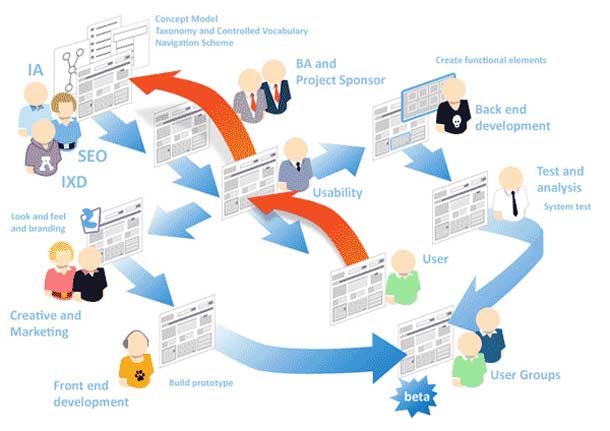 Concept Model
Taxonomy and Controlled Vocabulary
Navigation Scheme
IA
BA and
Project Sponsor
Create functional elements
Back end
development
SEO
IXD
Usability
Test and
analysis
System test
Look and feel
and branding
User
Creative and
Marketing
Front end
development
Build prototype
beta
User Groups